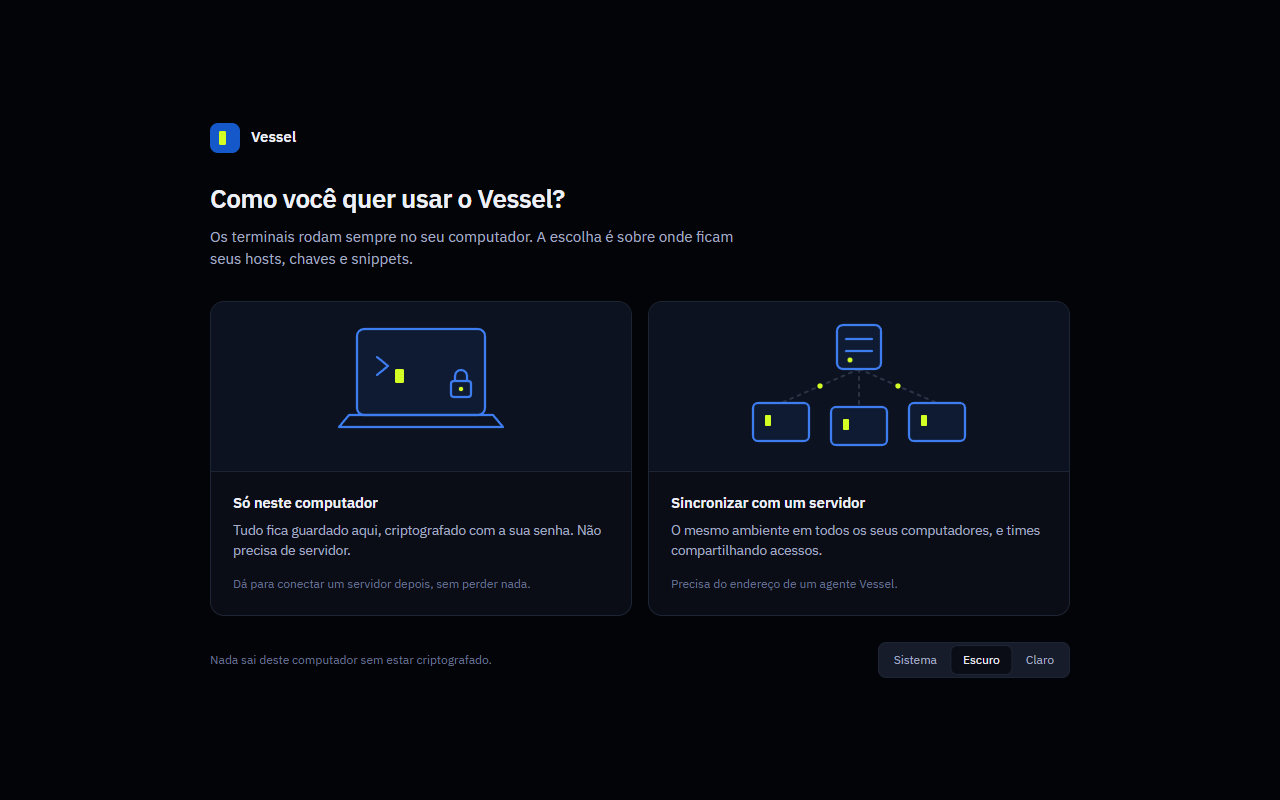 Vessel
Como você quer usar o Vessel?
Os terminais rodam sempre no seu computador. A escolha é sobre onde ficam
seus hosts, chaves e snippets.
Só neste computador
Tudo fica guardado aqui, criptografado com a sua senha. Não
precisa de servidor.
Dá para conectar um servidor depois, sem perder nada.
Sincronizar com um servidor
O mesmo ambiente em todos os seus computadores, e times
compartilhando acessos.
Precisa do endereço de um agente Vessel.
Nada sai deste computador sem estar criptografado.
Sistema Escuro Claro